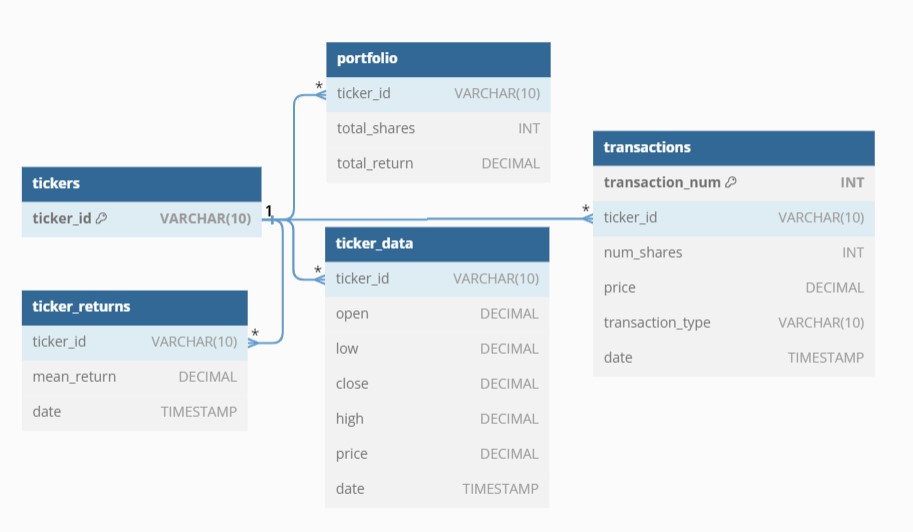 portfolio
ticker_id VARCHAR(10)
total_shares INT
total_return DECIMAL
tickers
ticker_id VARCHAR(10)
1
*
*
*
*
transactions
transaction_num INT
ticker_id VARCHAR(10)
num_shares INT
price DECIMAL
transaction_type VARCHAR(10)
date TIMESTAMP
ticker_data
ticker_id VARCHAR(10)
open DECIMAL
low DECIMAL
close DECIMAL
high DECIMAL
price DECIMAL
date TIMESTAMP
ticker_returns
ticker_id VARCHAR(10)
mean_return DECIMAL
date TIMESTAMP